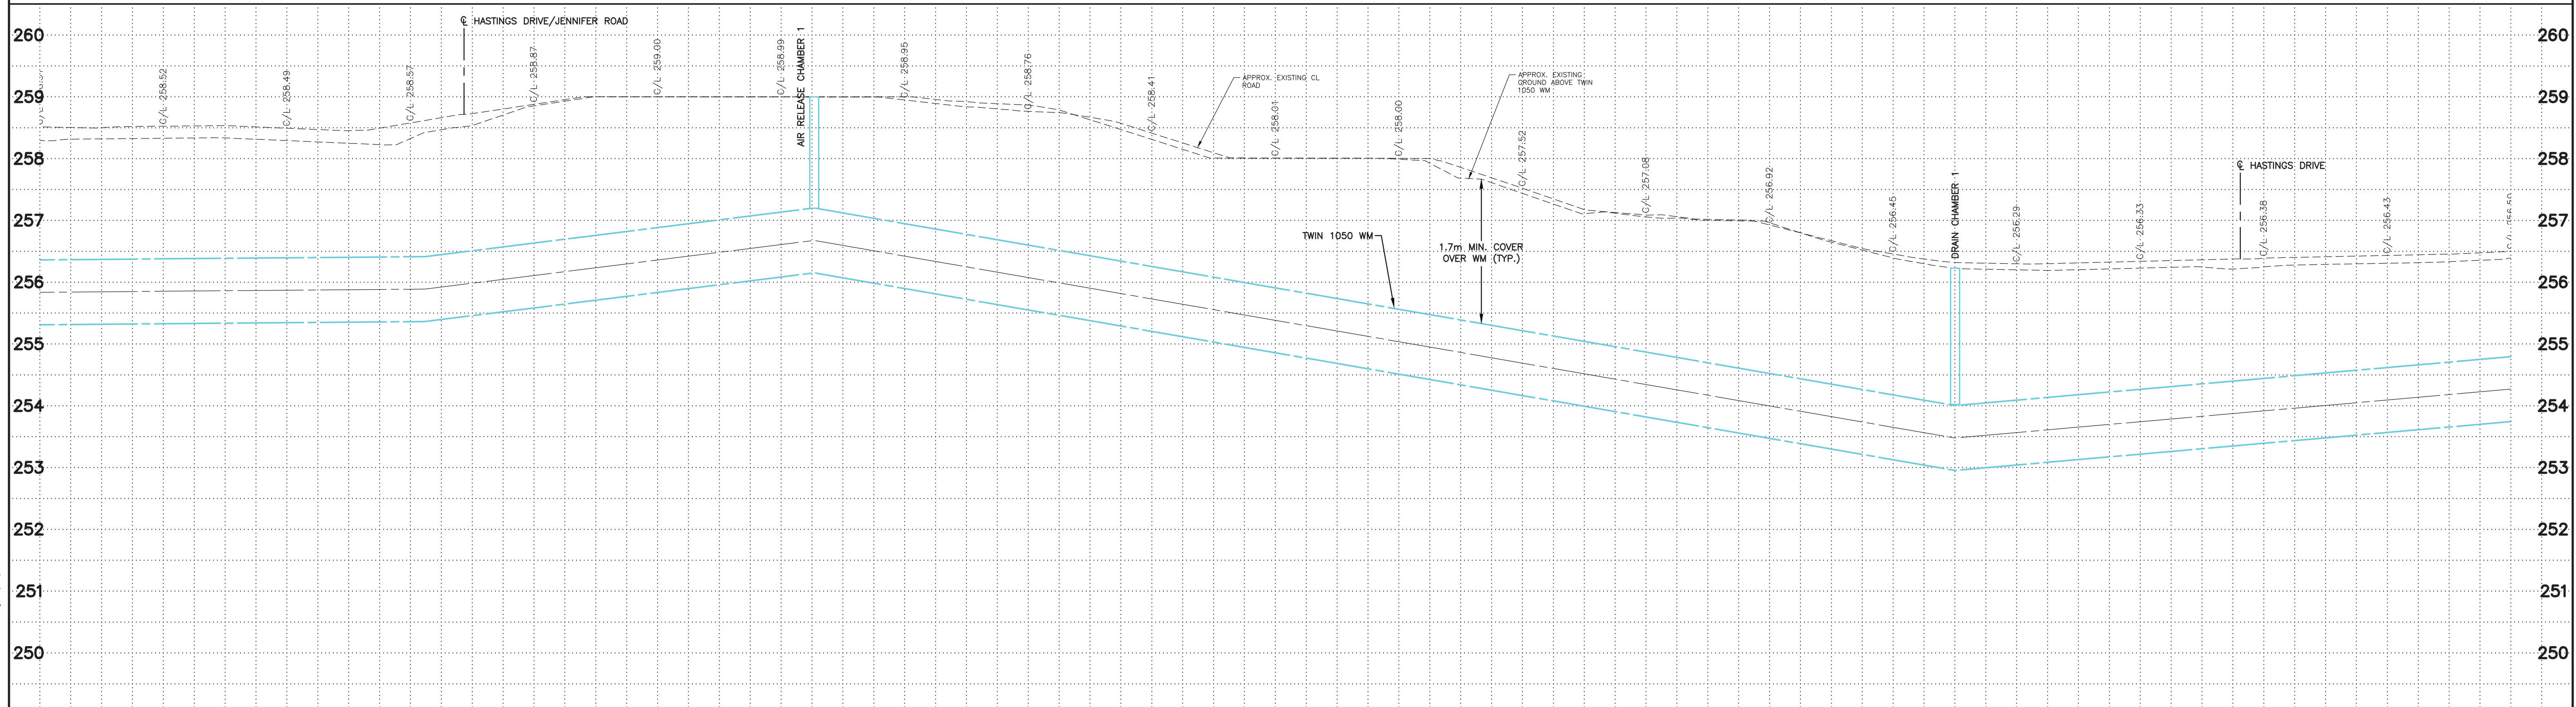 ℄ HASTINGS DRIVE/JENNIFER ROAD
260
260
C/L 258.52
C/L 258.49
C/L 258.57
C/L 258.87
C/L 259.00
C/L 258.99
AIR RELEASE CHAMBER 1
C/L 258.95
C/L 258.76
C/L 258.41
APPROX. EXISTING CL
ROAD
C/L 258.01
C/L 258.00
APPROX. EXISTING
GROUND ABOVE TWIN
1050 WM
C/L 257.52
C/L 257.08
C/L 256.92
C/L 256.45
DRAIN CHAMBER 1
C/L 256.29
C/L 256.33
℄ HASTINGS DRIVE
C/L 256.38
C/L 256.43
259
259
258
258
257
257
TWIN 1050 WM
1.7m MIN. COVER
OVER WM (TYP.)
256
256
255
255
254
254
253
253
252
252
251
251
250
250